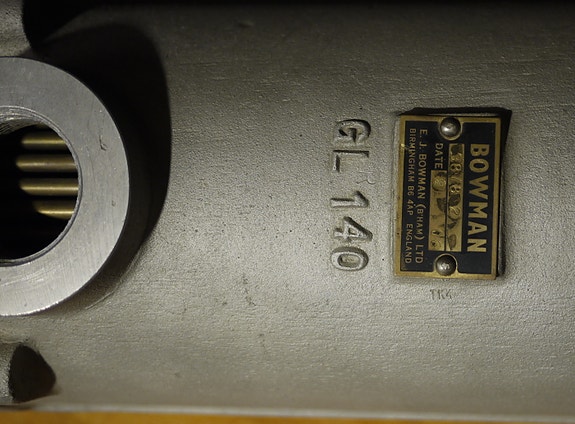 BOWMAN
DATE
E. J. BOWMAN (B'HAM) LTD
BIRMINGHAM B6 4AP ENGLAND
GL 140